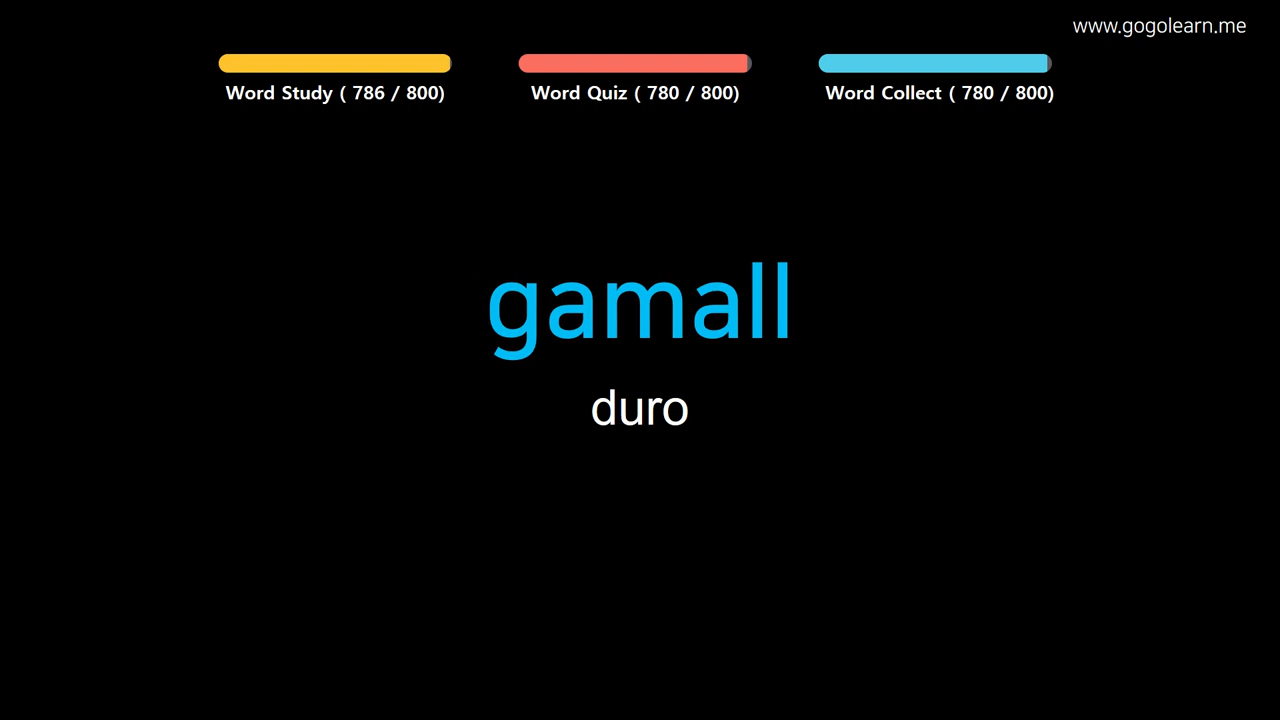 www.gogolearn.me
Word Study ( 786 / 800)
Word Quiz ( 780 / 800)
Word Collect ( 780 / 800)
gamall
duro